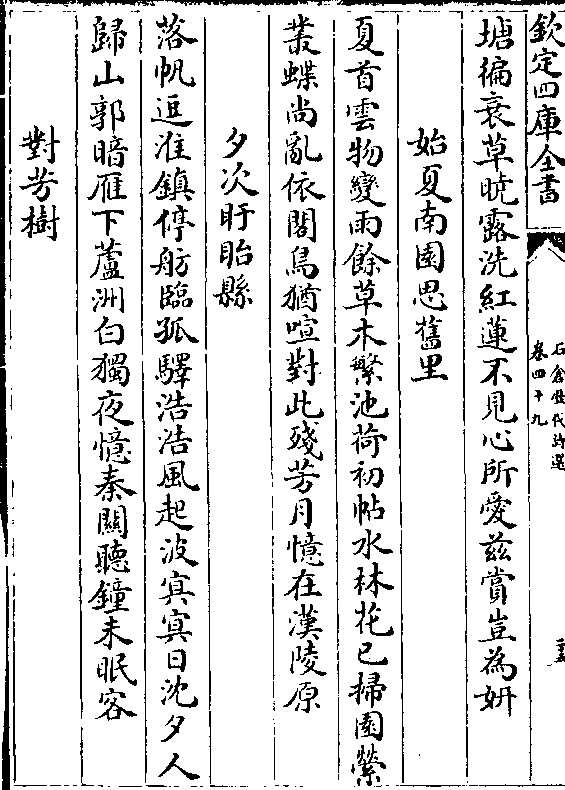 欽定四庫全書
石倉歷代詩選
卷四十九
塘徧衰草暁露洗紅蓮不見心所愛兹賞豈為妍
始夏南園思舊里
夏首雲物變雨餘草木繁池荷初帖水林花已掃園縈
叢蝶尚亂依閣鳥猶喧對此殘芳月憶在漢陵原
夕次盱眙縣
落帆逗淮鎮停舫臨孤驛浩浩風起波㝠㝠日沈夕人
歸山郭暗雁下蘆洲白獨夜憶秦關聽鐘未眠客
對芳樹